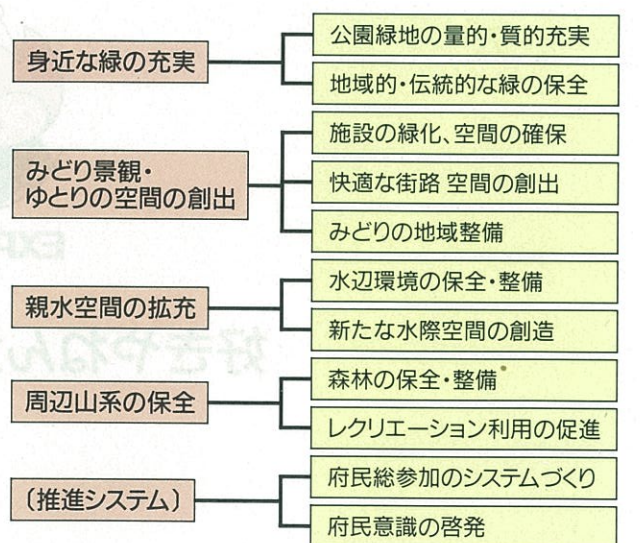 身近な緑の充実
公園緑地の量的・質的充実
地域的・伝統的な緑の保全
みどり景観・
ゆとりの空間の創出
施設の緑化、空間の確保
快適な街路 空間の創出
みどりの地域整備
親水空間の拡充
水辺環境の保全・整備
新たな水際空間の創造
周辺山系の保全
森林の保全・整備
レクリエーション利用の促進
〔推進システム〕
府民総参加のシステムづくり
府民意識の啓発
EXP
好きやねん